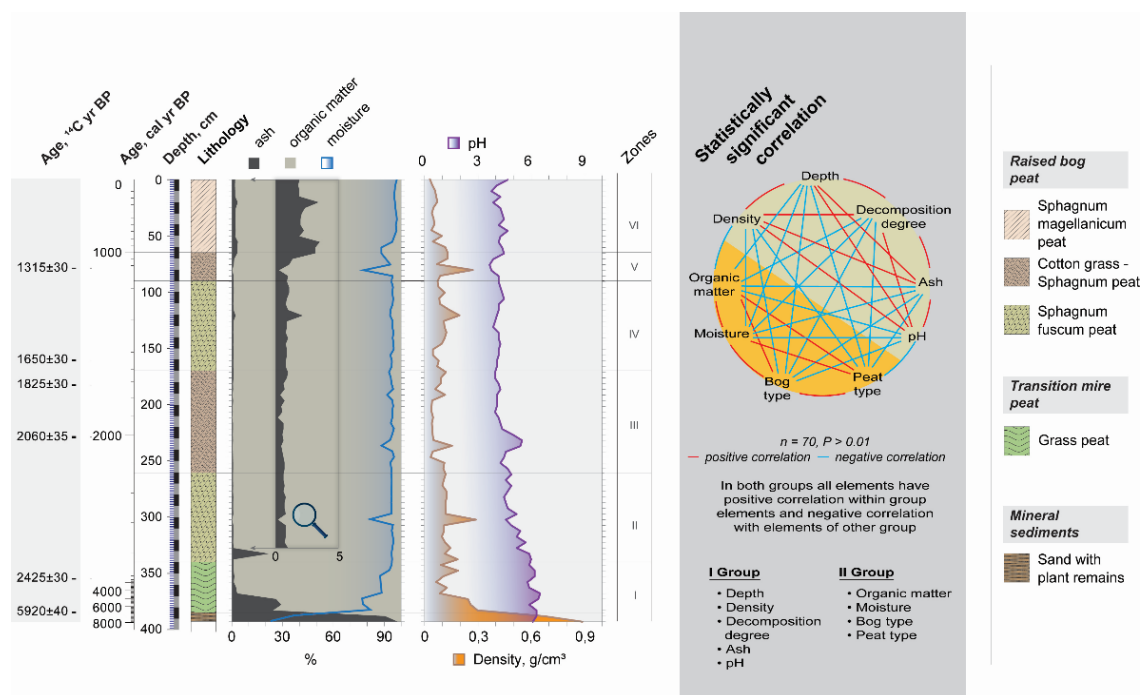 Age, ¹⁴C yr BP
Age, cal yr BP
Depth, cm
Lithology
ash
organic matter
moisture
pH
Zones
0 3 6 9
0
1000
2000
4000
6000
8000
1315±30
1650±30
1825±30
2060±35
2425±30
5920±40
0
50
100
150
200
250
300
350
400
0 5
VI
V
IV
III
II
I
0 30 60 90
%
0 0,3 0,6 0,9
Density, g/cm³
Statistically
significant
correlation
Depth
Decomposition
degree
Density
Organic
matter
Ash
Moisture
pH
Bog
type
Peat
type
n = 70, P > 0.01
positive correlation negative correlation
In both groups all elements have
positive correlation within group
elements and negative correlation
with elements of other group
I Group
• Depth
• Density
• Decomposition
degree
• Ash
• pH
II Group
• Organic matter
• Moisture
• Bog type
• Peat type
Raised bog
peat
Sphagnum
magellanicum
peat
Cotton grass -
Sphagnum peat
Sphagnum
fuscum peat
Transition mire
peat
Grass peat
Mineral
sediments
Sand with
plant remains